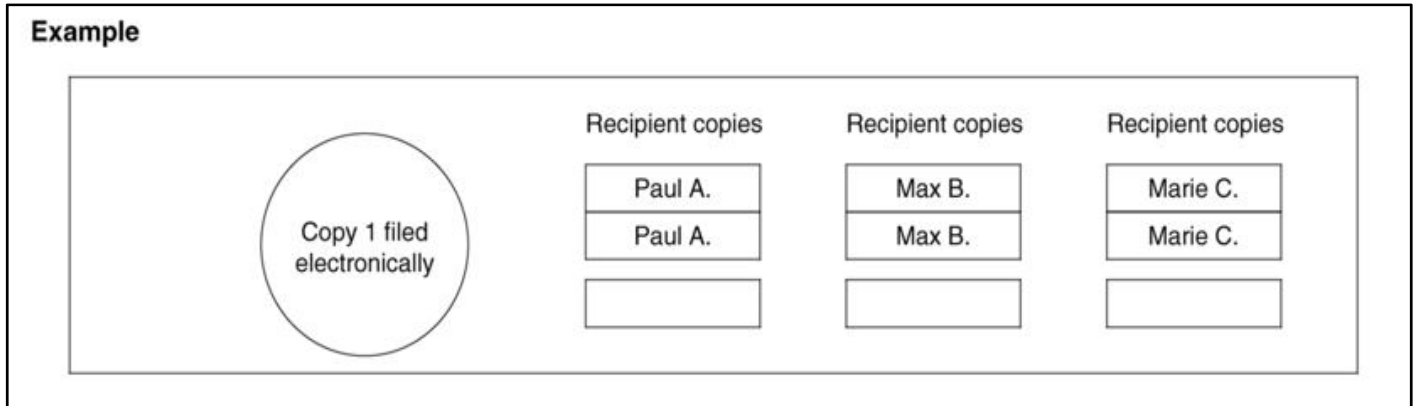 Example
Recipient copies Recipient copies Recipient copies
Paul A. Max B. Marie C.
Copy 1 filed
electronically
Paul A. Max B. Marie C.